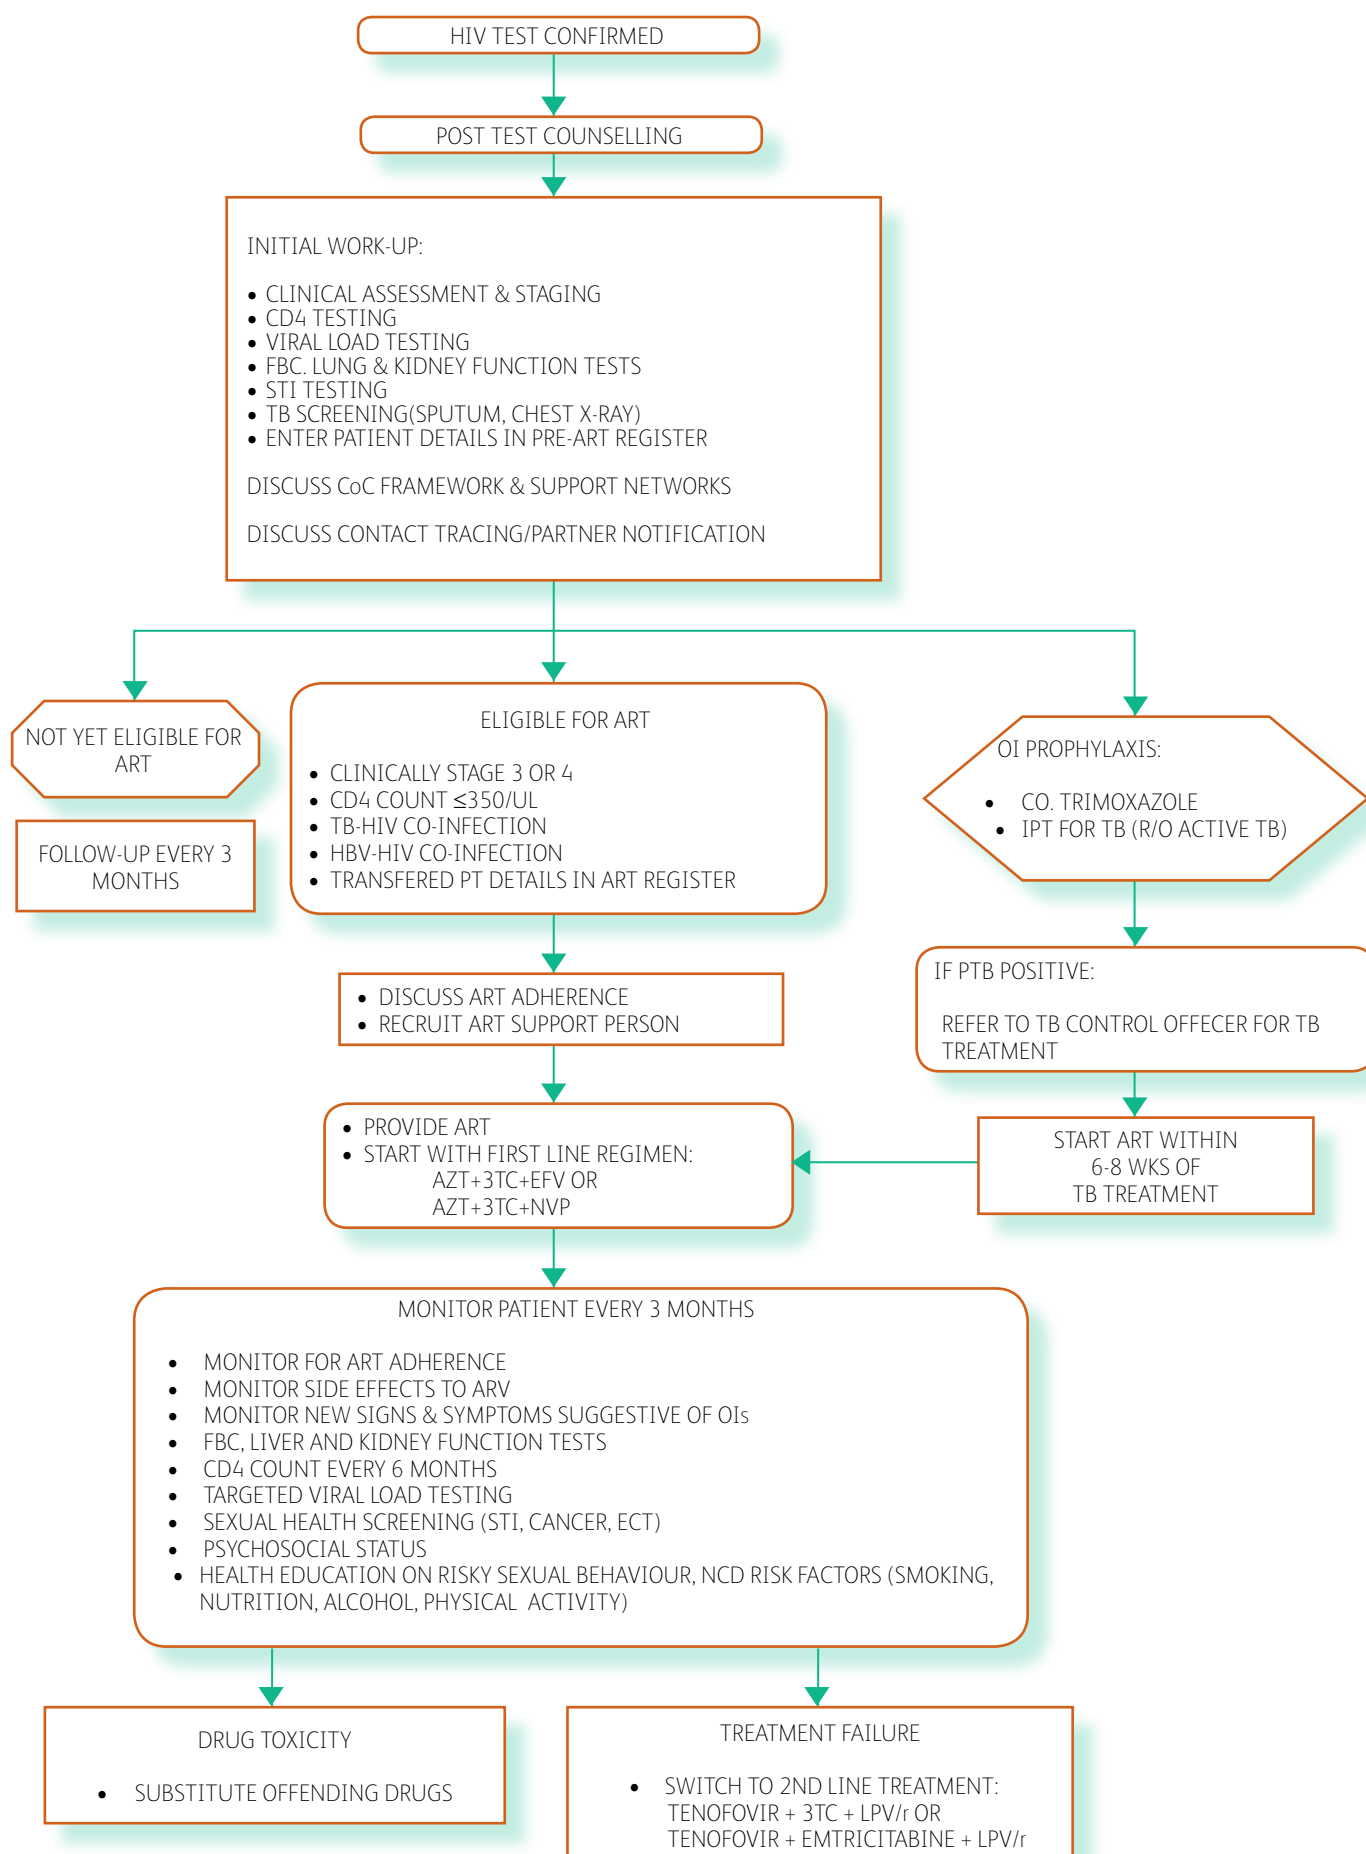 HIV TEST CONFIRMED
POST TEST COUNSELLING
INITIAL WORK-UP:
• CLINICAL ASSESSMENT & STAGING
• CD4 TESTING
• VIRAL LOAD TESTING
• FBC. LUNG & KIDNEY FUNCTION TESTS
• STI TESTING
• TB SCREENING(SPUTUM, CHEST X-RAY)
• ENTER PATIENT DETAILS IN PRE-ART REGISTER
DISCUSS CoC FRAMEWORK & SUPPORT NETWORKS
DISCUSS CONTACT TRACING/PARTNER NOTIFICATION
NOT YET ELIGIBLE FOR
ART
FOLLOW-UP EVERY 3
MONTHS
ELIGIBLE FOR ART
• CLINICALLY STAGE 3 OR 4
• CD4 COUNT ≤350/UL
• TB-HIV CO-INFECTION
• HBV-HIV CO-INFECTION
• TRANSFERED PT DETAILS IN ART REGISTER
OI PROPHYLAXIS:
• CO. TRIMOXAZOLE
• IPT FOR TB (R/O ACTIVE TB)
• DISCUSS ART ADHERENCE
• RECRUIT ART SUPPORT PERSON
IF PTB POSITIVE:
REFER TO TB CONTROL OFFECER FOR TB
TREATMENT
• PROVIDE ART
• START WITH FIRST LINE REGIMEN:
AZT+3TC+EFV OR
AZT+3TC+NVP
START ART WITHIN
6-8 WKS OF
TB TREATMENT
MONITOR PATIENT EVERY 3 MONTHS
• MONITOR FOR ART ADHERENCE
• MONITOR SIDE EFFECTS TO ARV
• MONITOR NEW SIGNS & SYMPTOMS SUGGESTIVE OF OIs
• FBC, LIVER AND KIDNEY FUNCTION TESTS
• CD4 COUNT EVERY 6 MONTHS
• TARGETED VIRAL LOAD TESTING
• SEXUAL HEALTH SCREENING (STI, CANCER, ECT)
• PSYCHOSOCIAL STATUS
• HEALTH EDUCATION ON RISKY SEXUAL BEHAVIOUR, NCD RISK FACTORS (SMOKING,
NUTRITION, ALCOHOL, PHYSICAL ACTIVITY)
DRUG TOXICITY
• SUBSTITUTE OFFENDING DRUGS
TREATMENT FAILURE
• SWITCH TO 2ND LINE TREATMENT:
TENOFOVIR + 3TC + LPV/r OR
TENOFOVIR + EMTRICITABINE + LPV/r